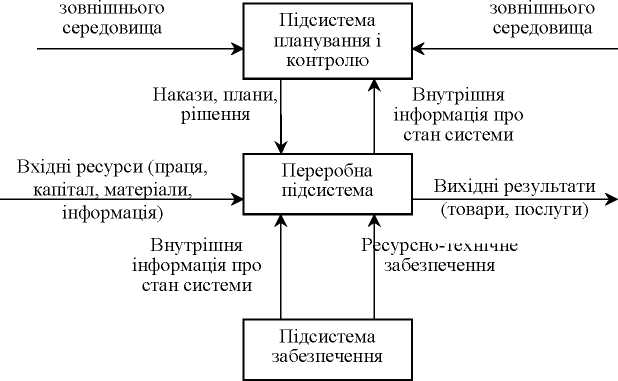 зовнішнього
середовища
Підсистема
планування і
контролю
зовнішнього
середовища
Накази, плани,
рішення
Внутрішня
інформація про
стан системи
Вхідні ресурси (праця,
капітал, матеріали,
інформація)
Переробна
підсистема
Вихідні результати
(товари, послуги)
Внутрішня
інформація про
стан системи
Ресурсно-технічне
забезпечення
Підсистема
забезпечення